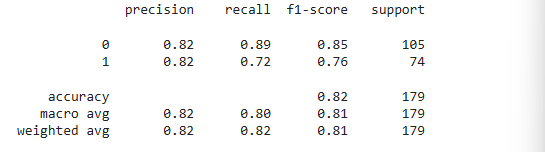 precision recall f1-score support
0 0.82 0.89 0.85 105
1 0.82 0.72 0.76 74
accuracy 0.82 179
macro avg 0.82 0.80 0.81 179
weighted avg 0.82 0.82 0.81 179